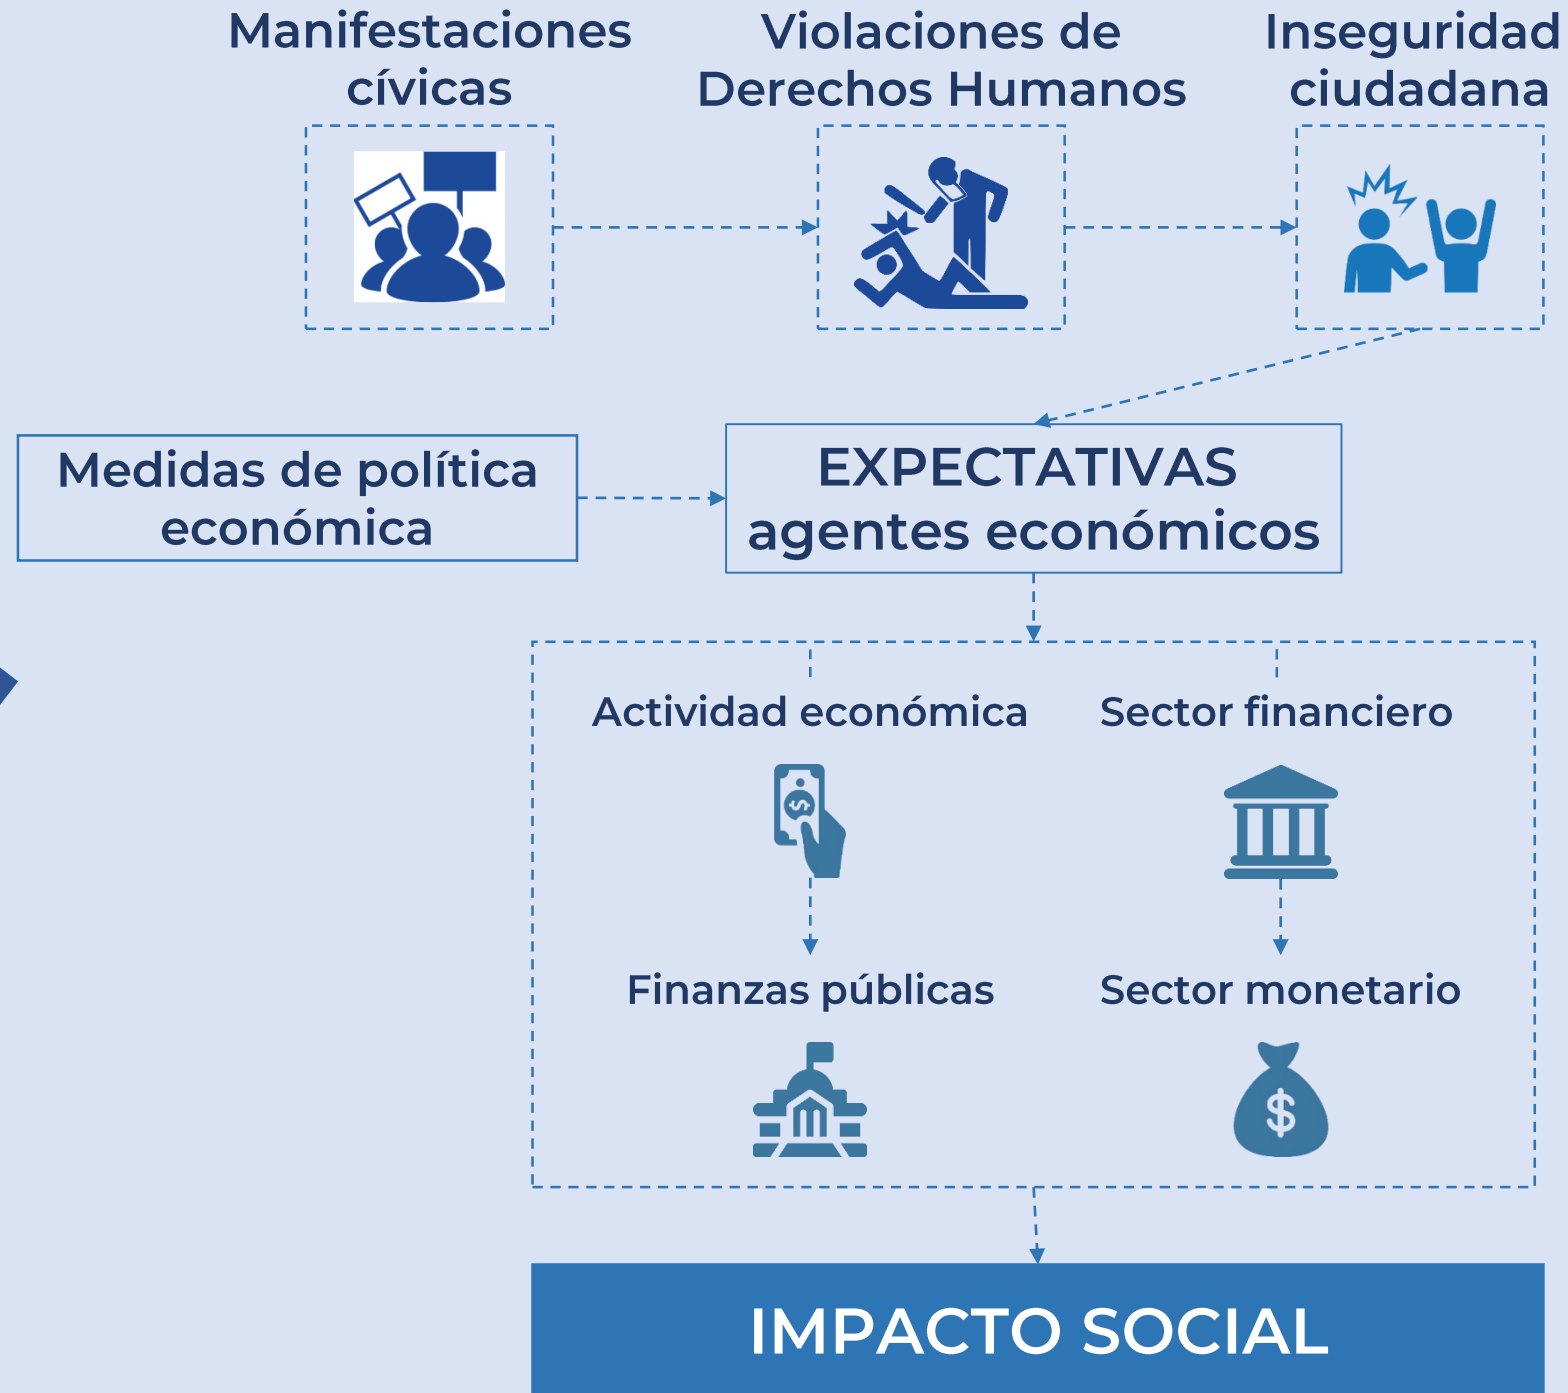 Manifestaciones
cívicas
Violaciones de
Derechos Humanos
Inseguridad
ciudadana
Medidas de política
económica
EXPECTATIVAS
agentes económicos
Actividad económica
Sector financiero
$
Finanzas públicas
Sector monetario
$
IMPACTO SOCIAL